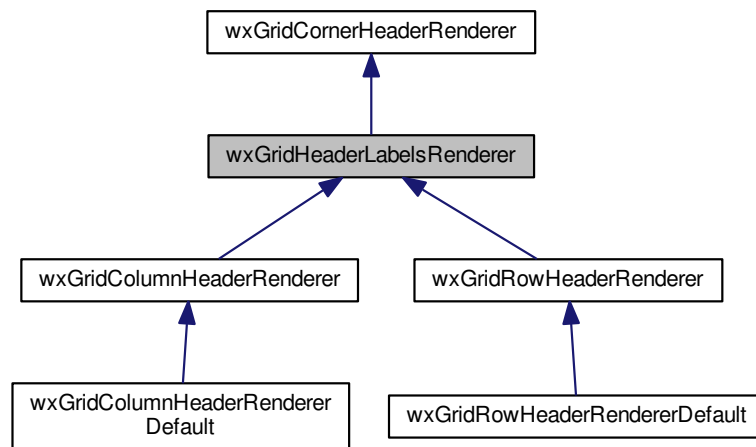 wxGridCornerHeaderRenderer
wxGridHeaderLabelsRenderer
wxGridColumnHeaderRenderer
wxGridRowHeaderRenderer
wxGridColumnHeaderRenderer
Default
wxGridRowHeaderRendererDefault